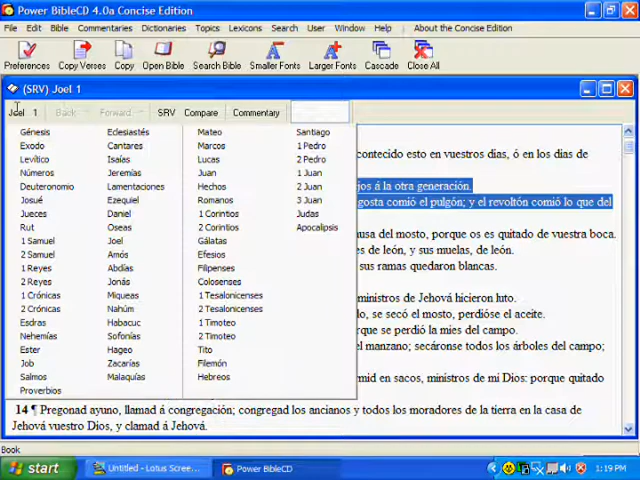 Power BibleCD 4.0a Concise Edition
File Edit Bible Commentaries Dictionaries Topics Lexicons Search User Window Help About the Concise Edition
Preferences Copy Verses Copy Open Bible Search Bible Smaller Fonts Larger Fonts Cascade Close All
(SRV) Joel 1
Joel 1 Back Forward SRV Compare Commentary
Génesis Eclesiastés Mateo Santiago
Exodo Cantares Marcos 1 Pedro
Levítico Isaías Lucas 2 Pedro
Números Jeremías Juan 1 Juan
Deuteronomio Lamentaciones Hechos 2 Juan
Josué Ezequiel Romanos 3 Juan
Jueces Daniel 1 Corintios Judas
Rut Oseas 2 Corintios Apocalipsis
1 Samuel Joel Gálatas
2 Samuel Amós Efesios
1 Reyes Abdías Filipenses
2 Reyes Jonás Colosenses
1 Crónicas Miqueas 1 Tesalonicenses
2 Crónicas Nahúm 2 Tesalonicenses
Esdras Habacuc 1 Timoteo
Nehemías Sofonías 2 Timoteo
Ester Hageo Tito
Job Zacarías Filemón
Salmos Malaquías Hebreos
Proverbios
contecido esto en vuestros días, ó en los días de
jos á la otra generación.
gosta comió el pulgón; y el revoltón comió lo que del
usa del mosto, porque os es quitado de vuestra boca.
es de león, y sus muelas, de león.
sus ramas quedaron blancas.
ministros de Jehová hicieron luto.
, se secó el mosto, perdióse el aceite.
rque se perdió la mies del campo.
el manzano; secáronse todos los árboles del campo;
rmid en sacos, ministros de mi Dios: porque quitado
14 ¶ Pregonad ayuno, llamad á congregación; congregad los ancianos y todos los moradores de la tierra en la casa de
Jehová vuestro Dios, y clamad á Jehová.
Book
start Untitled - Lotus Scree... Power BibleCD 1:19 PM